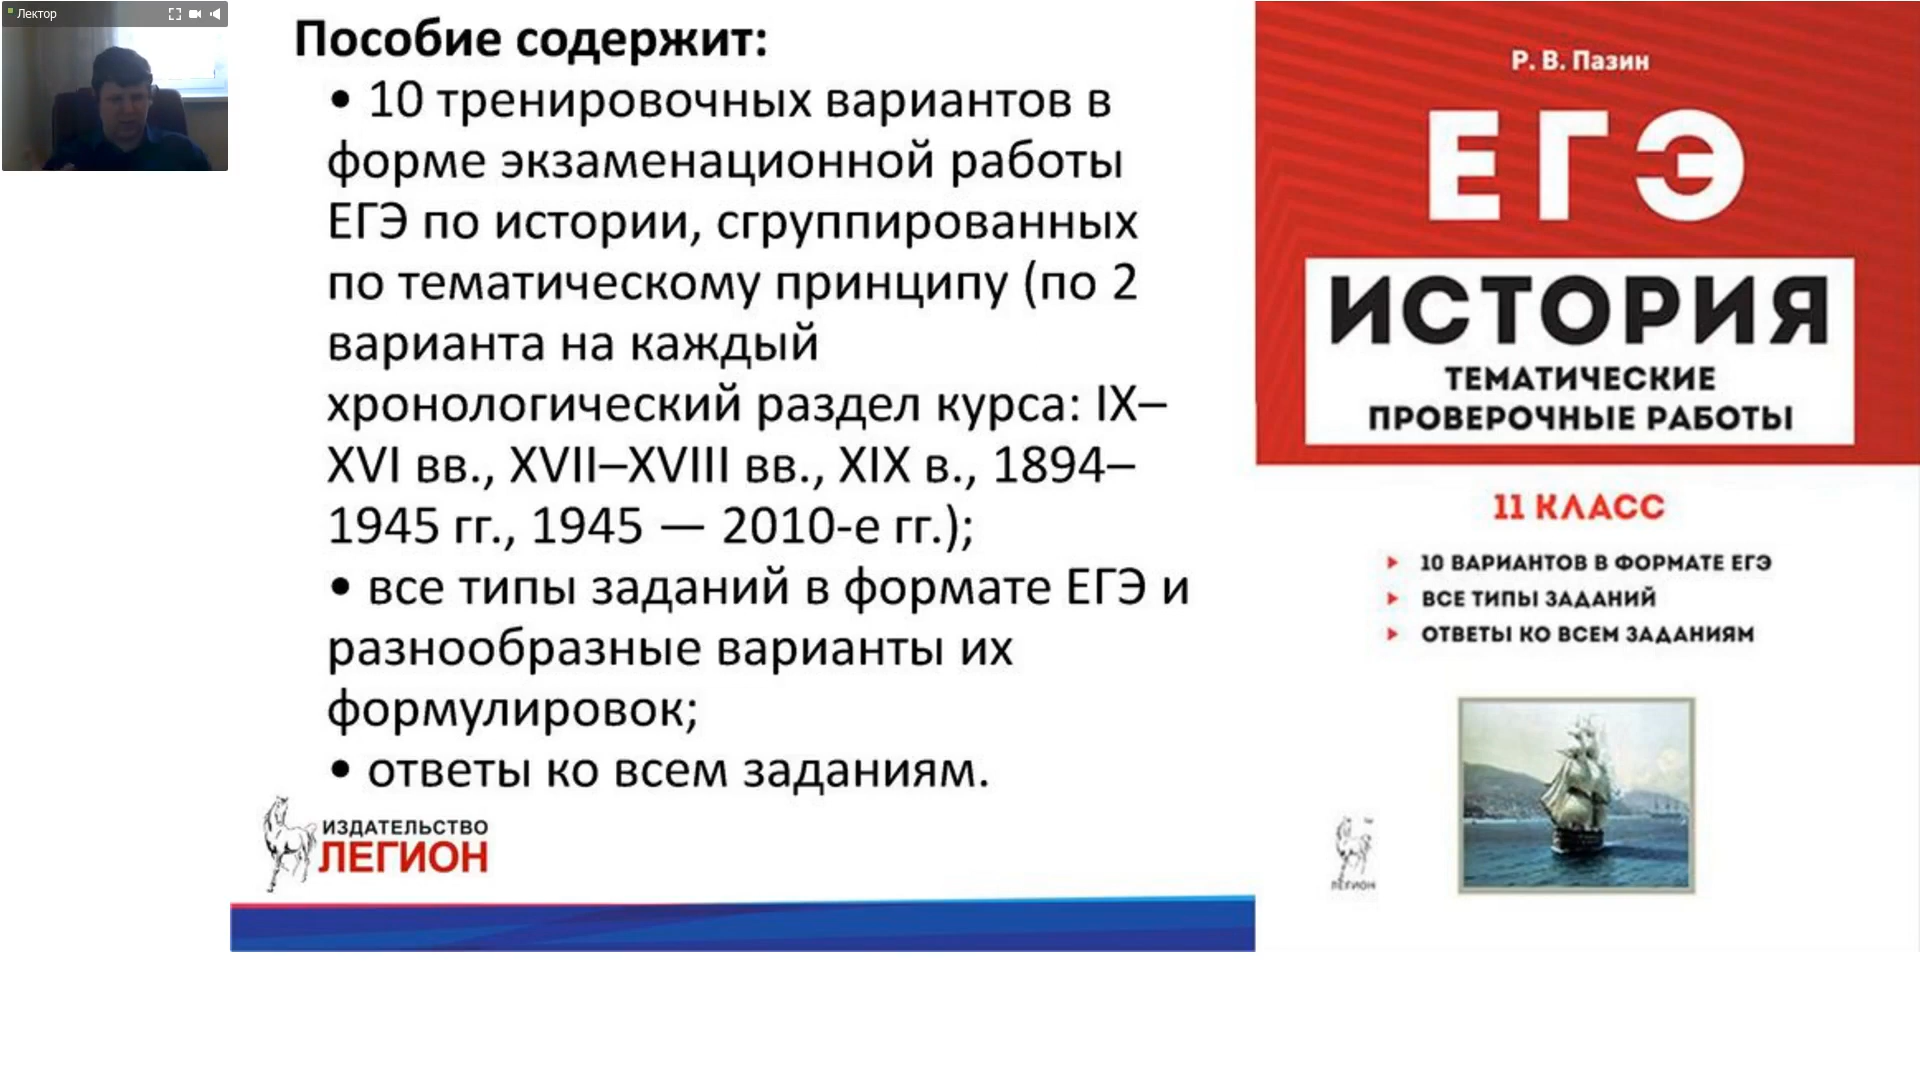 Лектор
Пособие содержит:
• 10 тренировочных вариантов в
форме экзаменационной работы
ЕГЭ по истории, сгруппированных
по тематическому принципу (по 2
варианта на каждый
хронологический раздел курса: IX–
XVI вв., XVII–XVIII вв., XIX в., 1894–
1945 гг., 1945 — 2010-е гг.);
• все типы заданий в формате ЕГЭ и
разнообразные варианты их
формулировок;
• ответы ко всем заданиям.
ИЗДАТЕЛЬСТВО
ЛЕГИОН
Р. В. Пазин
ЕГЭ
ИСТОРИЯ
ТЕМАТИЧЕСКИЕ
ПРОВЕРОЧНЫЕ РАБОТЫ
11 КЛАСС
10 ВАРИАНТОВ В ФОРМАТЕ ЕГЭ
ВСЕ ТИПЫ ЗАДАНИЙ
ОТВЕТЫ КО ВСЕМ ЗАДАНИЯМ
ЛЕГИОН